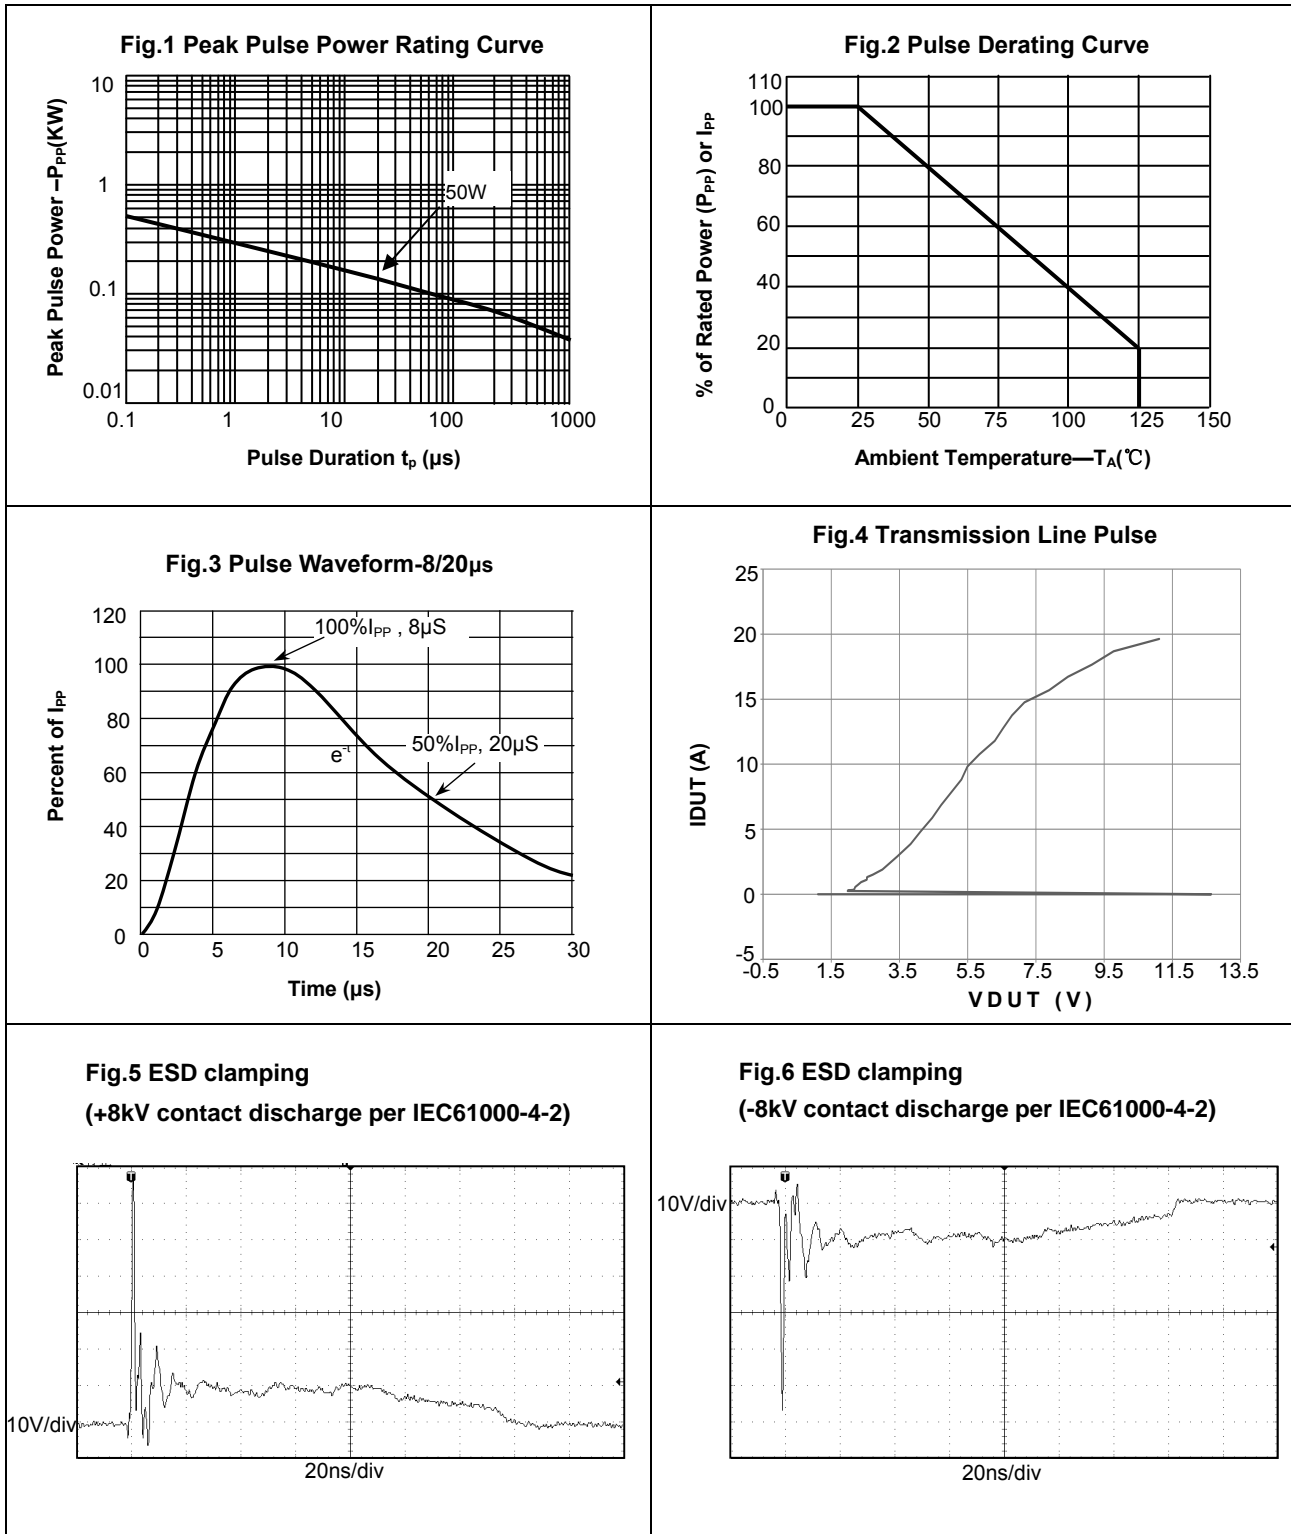 Fig.1 Peak Pulse Power Rating Curve
Peak Pulse Power –PPP(KW)
10
1
0.1
0.01
50W
0.1 1 10 100 1000
Pulse Duration tp (µs)
Fig.2 Pulse Derating Curve
% of Rated Power (PPP) or IPP
110
100
80
60
40
20
0
0 25 50 75 100 125 150
Ambient Temperature—TA(℃)
Fig.3 Pulse Waveform-8/20µs
Percent of IPP
120
100
80
60
40
20
0
100%IPP , 8µS
e-t
50%IPP, 20µS
0 5 10 15 20 25 30
Time (µs)
Fig.4 Transmission Line Pulse
IDUT (A)
25
20
15
10
5
0
-5
-0.5 1.5 3.5 5.5 7.5 9.5 11.5 13.5
VDUT (V)
Fig.5 ESD clamping
(+8kV contact discharge per IEC61000-4-2)
T
10V/div
20ns/div
Fig.6 ESD clamping
(-8kV contact discharge per IEC61000-4-2)
T
10V/div
20ns/div